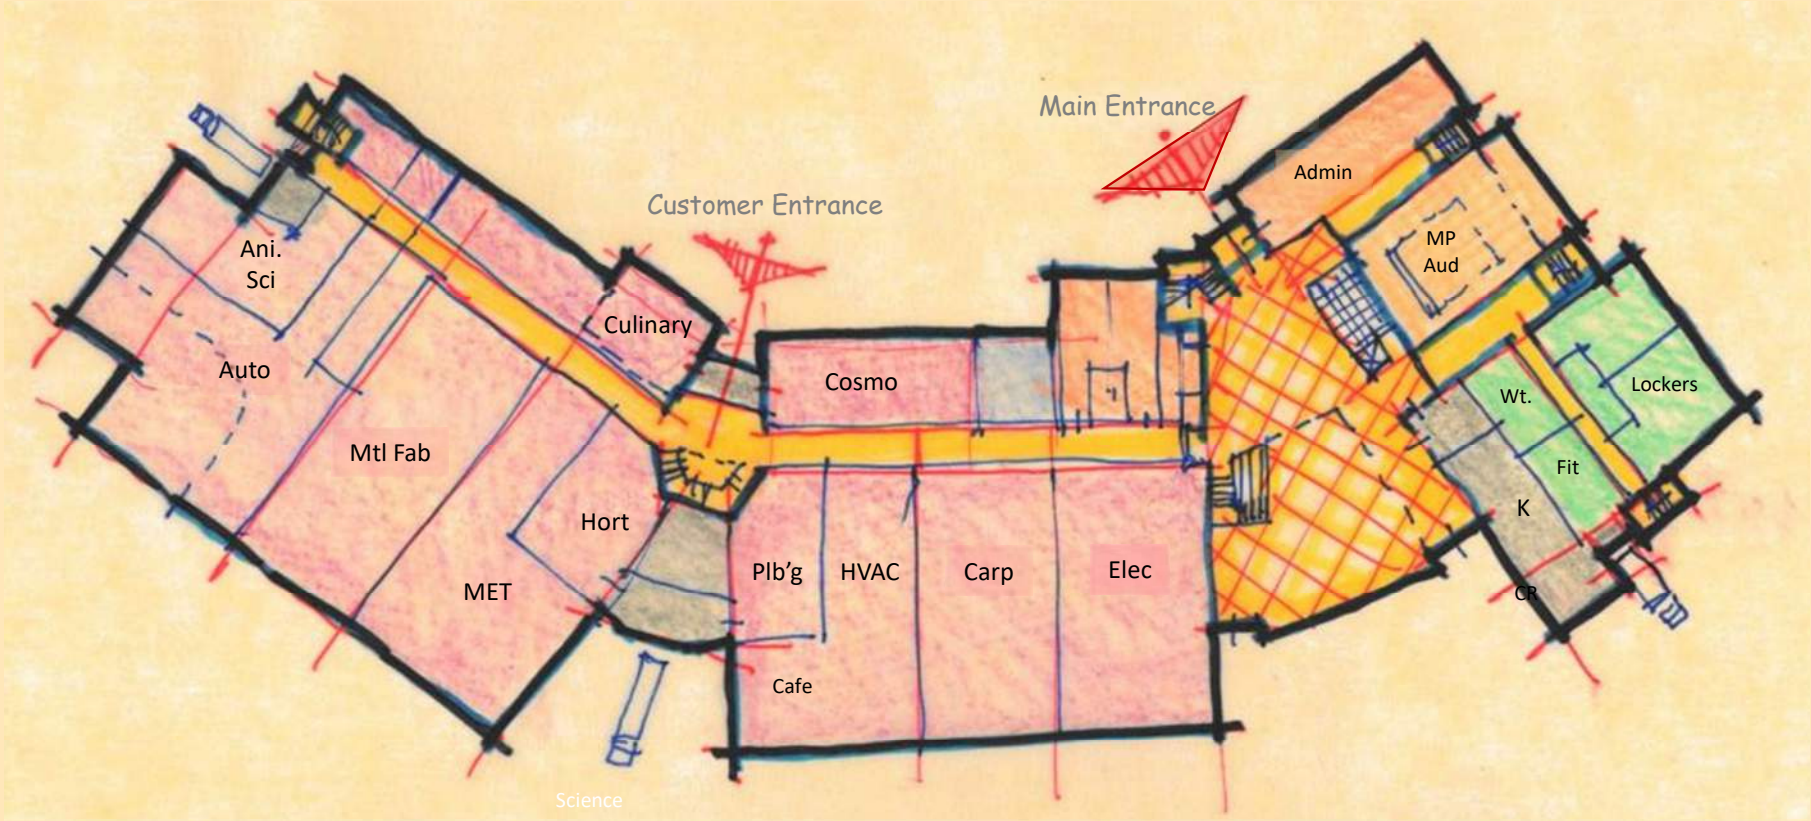 Main Entrance
Customer Entrance
Admin
MP
Aud
Ani.
Sci
Culinary
Auto
Cosmo
Wt.
Lockers
Mtl Fab
Fit
Hort
K
Plb'g
HVAC
Carp
Elec
MET
CR
Cafe
Science